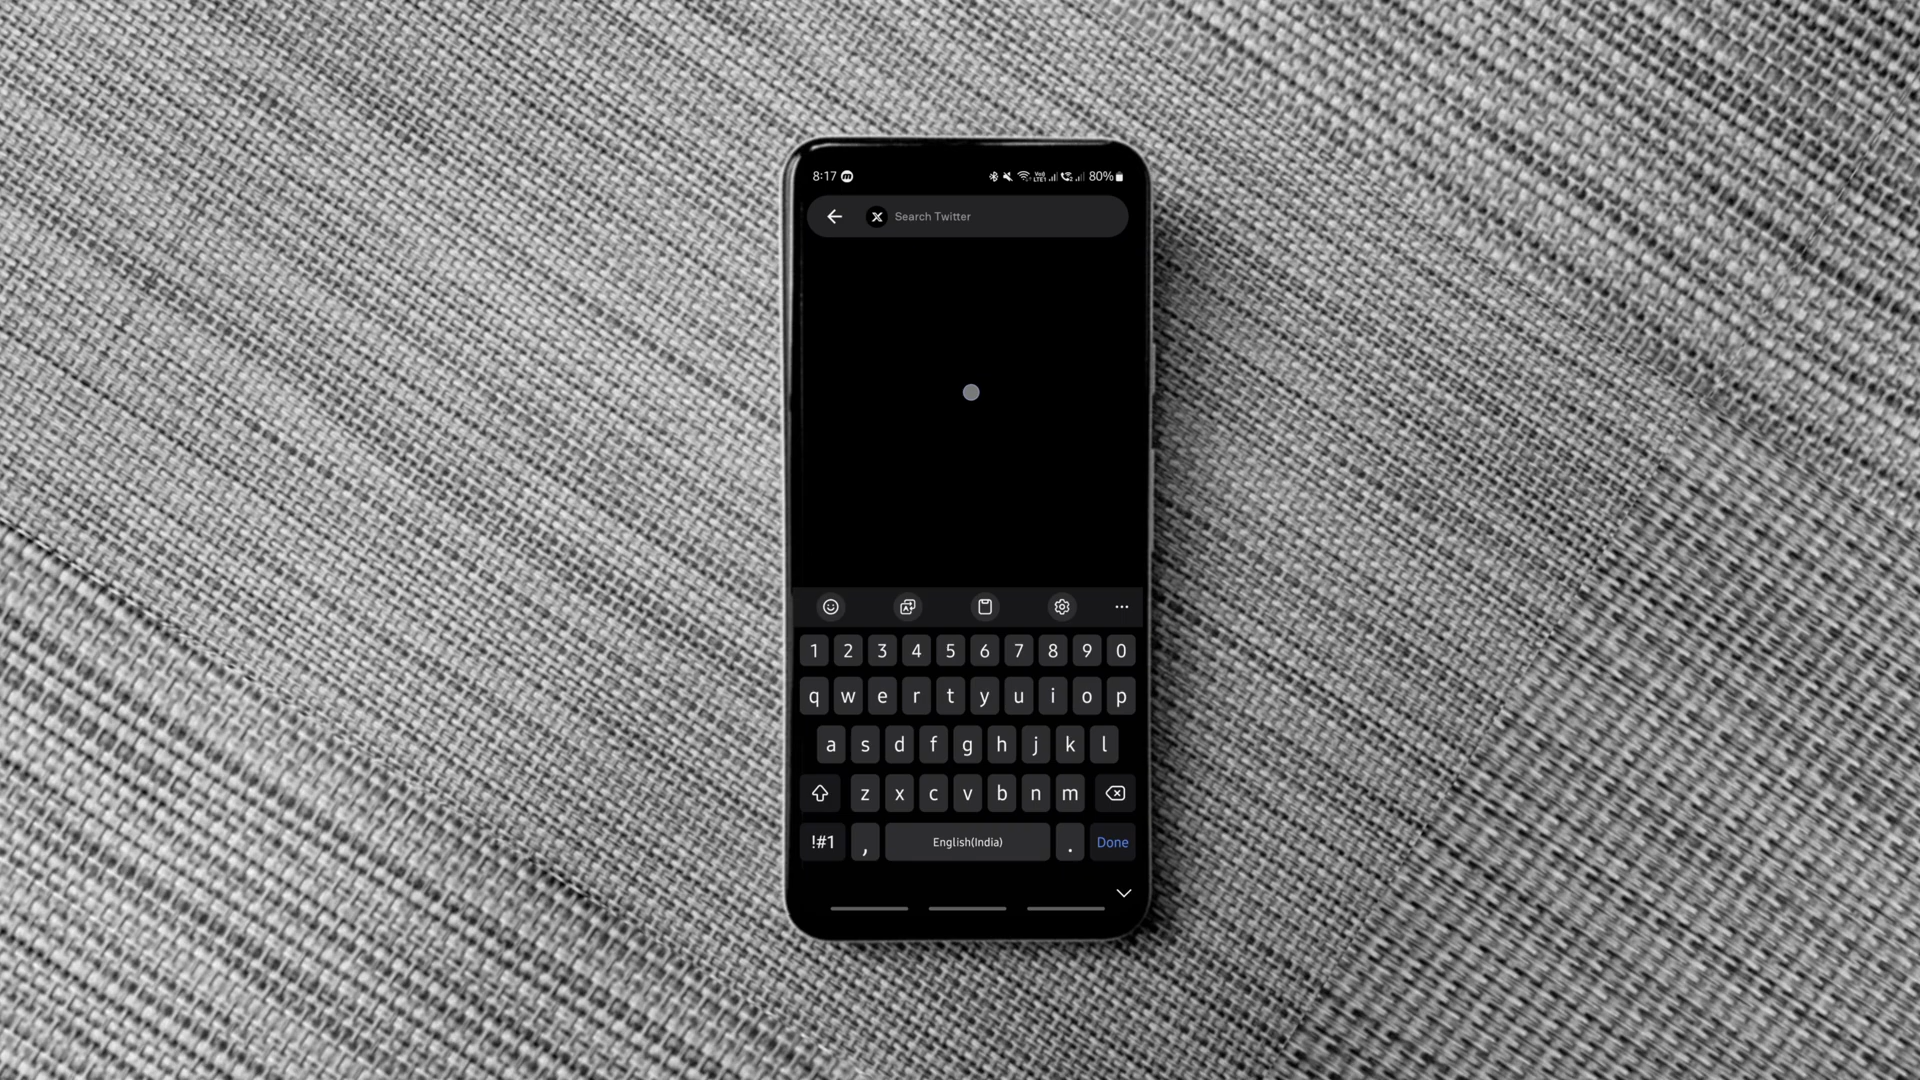 8:17 80%
Search Twitter
1 2 3 4 5 6 7 8 9 0
q w e r t y u i o p
a s d f g h j k l
z x c v b n m
!#1 , English(India) . Done